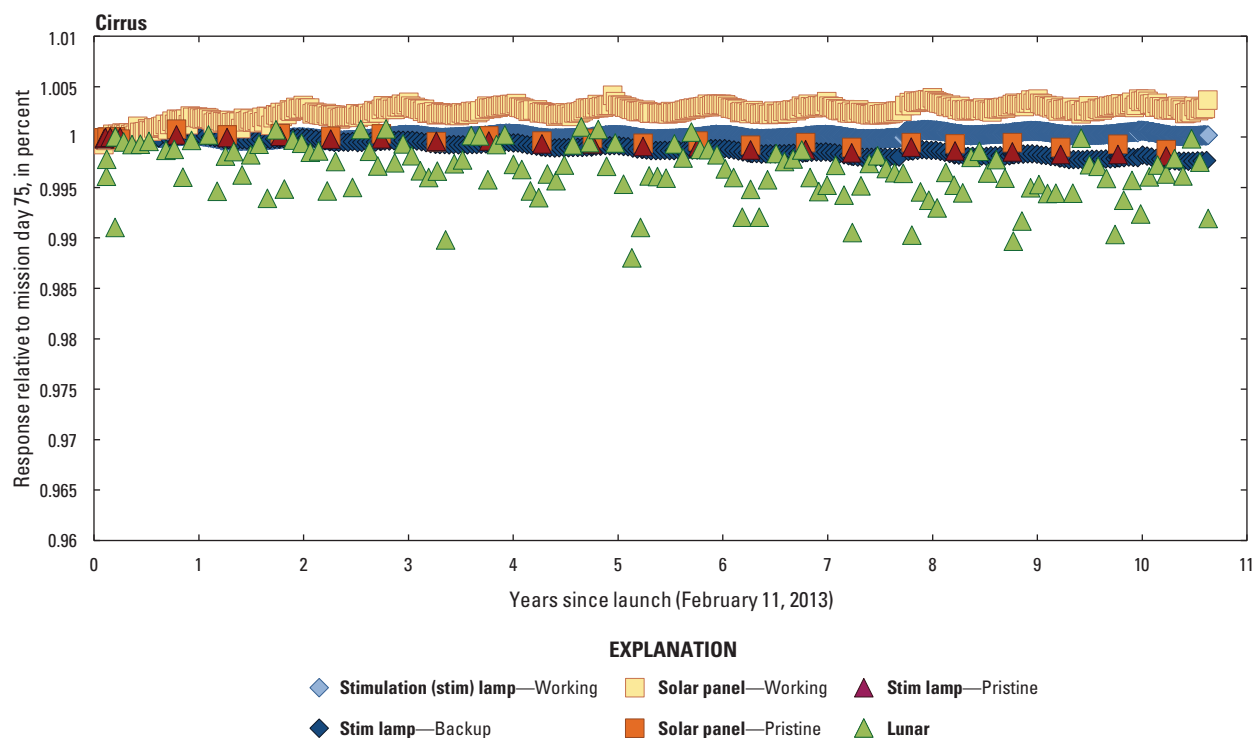 Cirrus
1.01
1.005
1
0.995
0.99
0.985
0.98
0.975
0.97
0.965
0.96
Response relative to mission day 75, in percent
0 1 2 3 4 5 6 7 8 9 10 11
Years since launch (February 11, 2013)
EXPLANATION
Stimulation (stim) lamp—Working Solar panel—Working Stim lamp—Pristine
Stim lamp—Backup Solar panel—Pristine Lunar